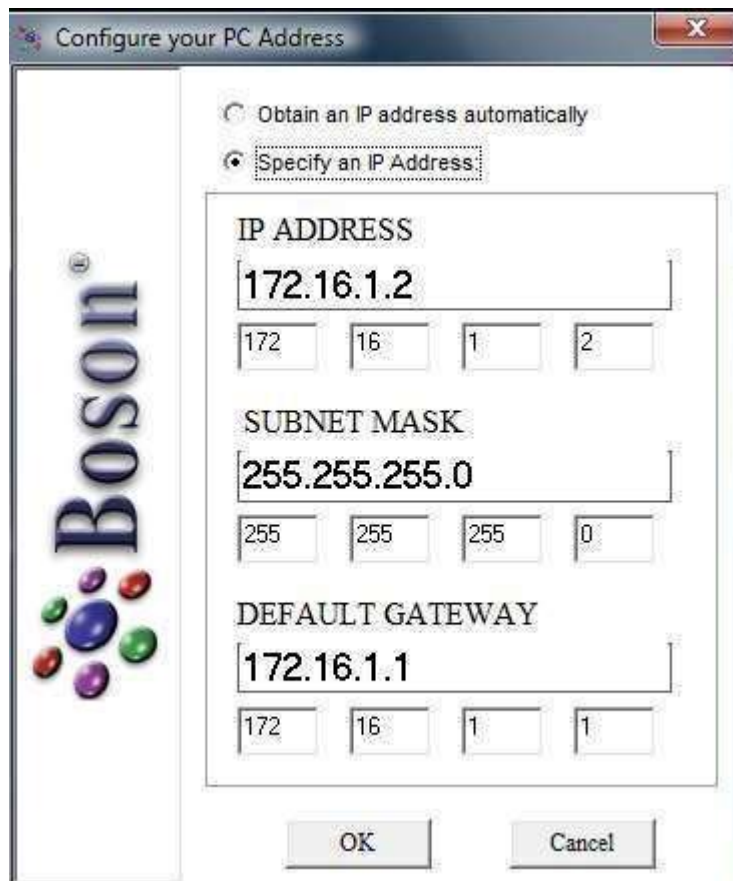 Configure your PC Address
Obtain an IP address automatically
Specify an IP Address:
IP ADDRESS
172.16.1.2
172 16 1 2
SUBNET MASK
255.255.255.0
255 255 255 0
DEFAULT GATEWAY
172.16.1.1
172 16 1 1
OK Cancel
Boson®